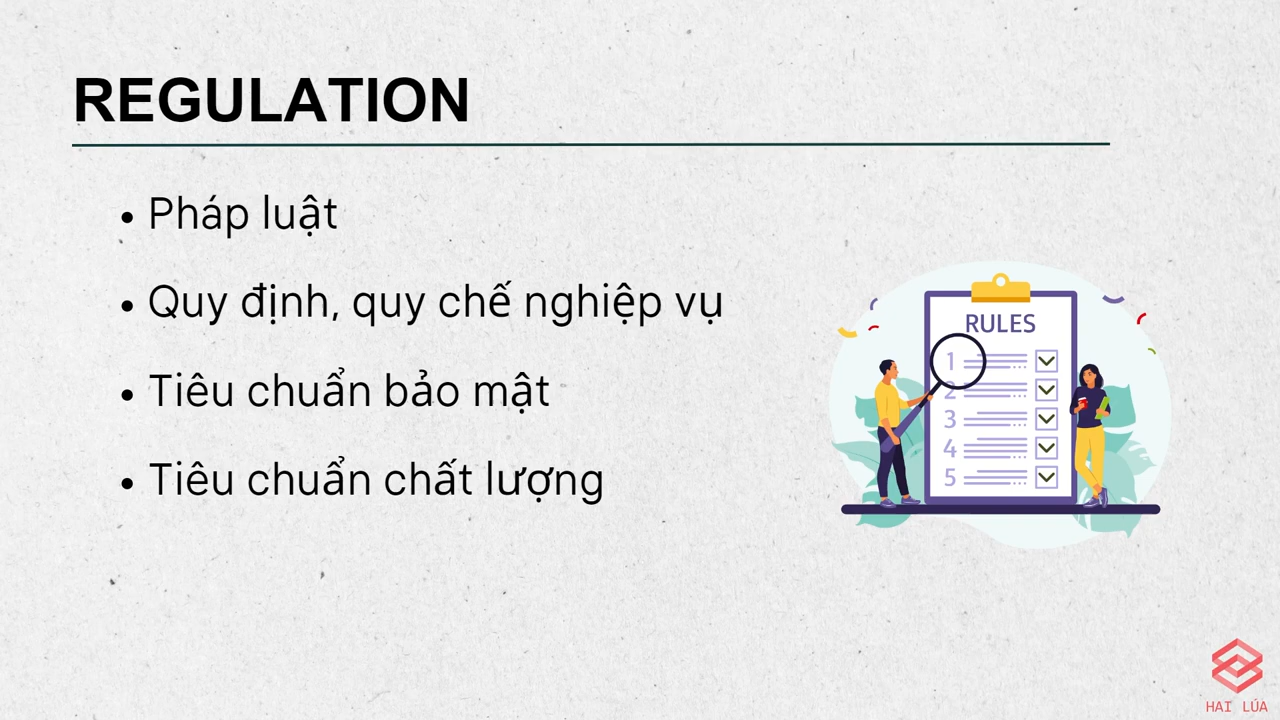 REGULATION
• Pháp luật
• Quy định, quy chế nghiệp vụ
• Tiêu chuẩn bảo mật
• Tiêu chuẩn chất lượng
RULES
1
2
3
4
5
HAI LÚA